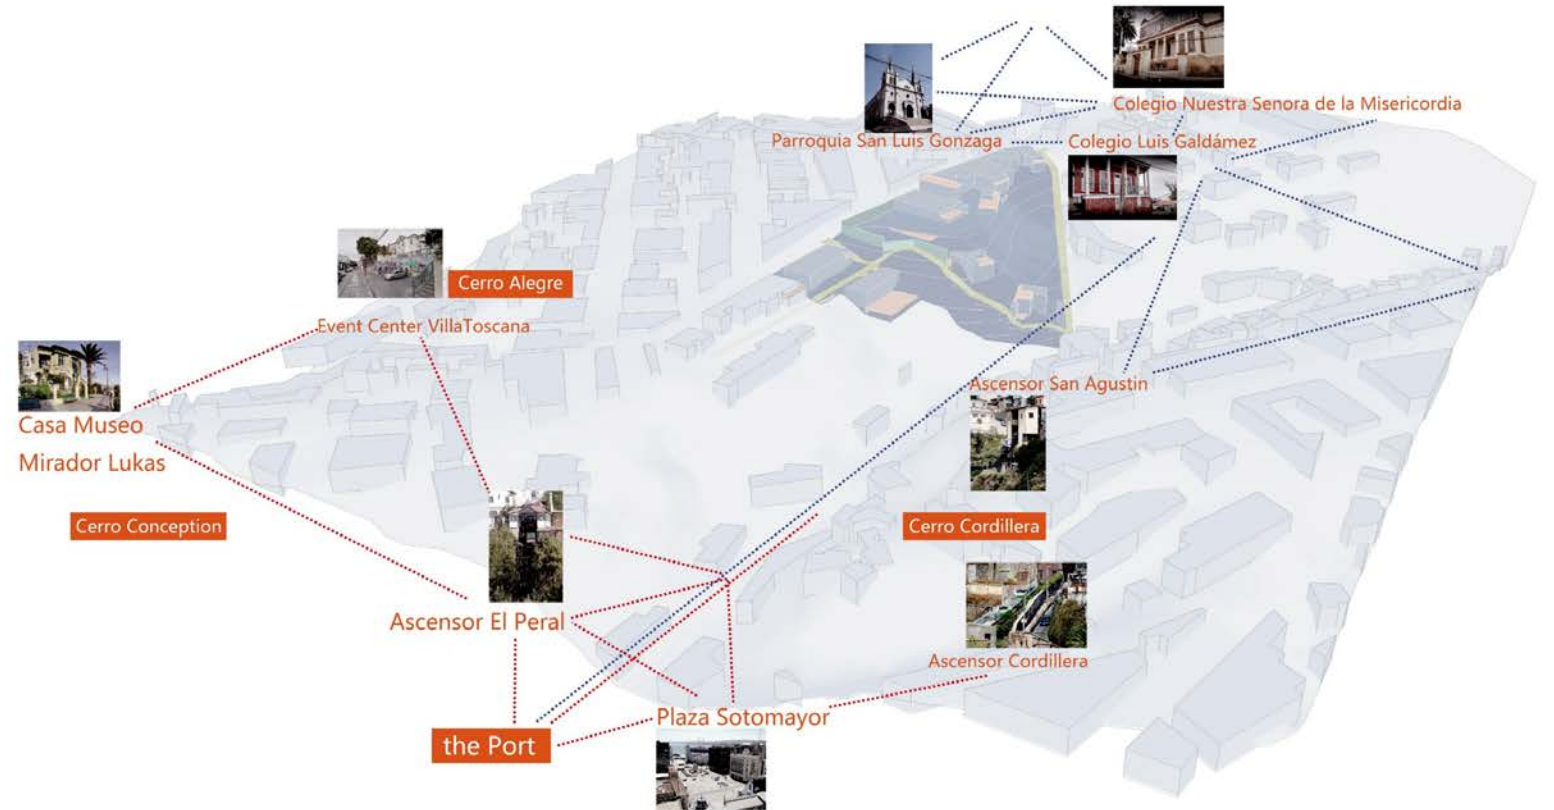 Colegio Nuestra Senora de la Misericordia
Parroquia San Luis Gonzaga
Colegio Luis Galdámez
Cerro Alegre
Event Center VillaToscana
Ascensor San Agustin
Casa Museo
Mirador Lukas
Cerro Conception
Cerro Cordillera
Ascensor El Peral
Ascensor Cordillera
Plaza Sotomayor
the Port